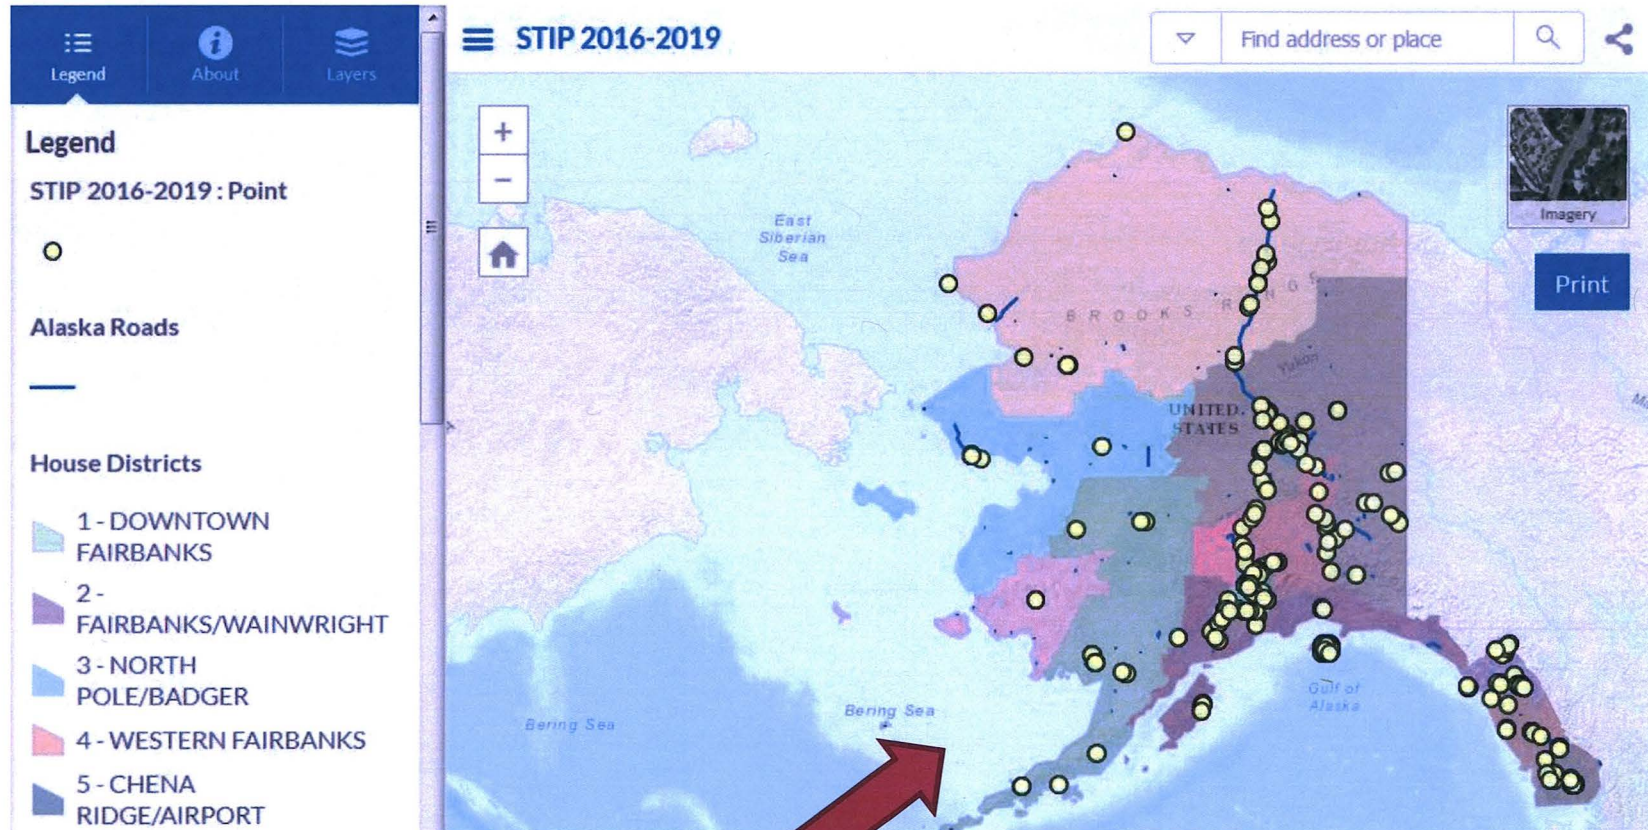 Legend
About
Layers
STIP 2016-2019
Find address or place
Legend
STIP 2016-2019 : Point
Alaska Roads
House Districts
1 - DOWNTOWN
FAIRBANKS
2 -
FAIRBANKS/WAINWRIGHT
3 - NORTH
POLE/BADGER
4 - WESTERN FAIRBANKS
5 - CHENA
RIDGE/AIRPORT
+
−
Imagery
Print
East
Siberian
Sea
BROOKS RANGE
Yukon
UNITED
STATES
Gulf of
Alaska
Bering Sea
Bering Sea